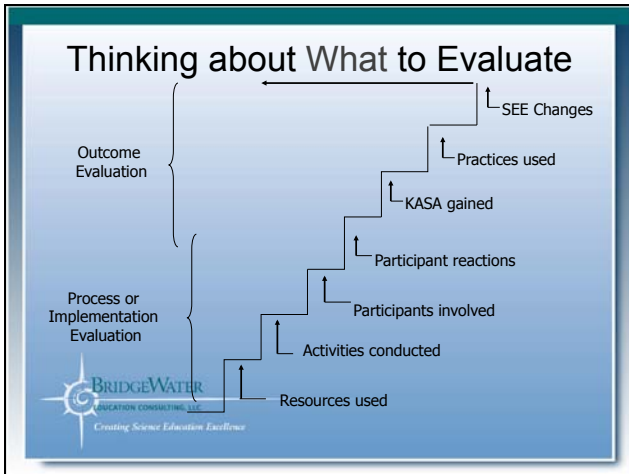 Thinking about What to Evaluate
SEE Changes
Outcome
Evaluation
Practices used
KASA gained
Participant reactions
Process or
Implementation
Evaluation
Participants involved
Activities conducted
Resources used
BRIDGEWATER
EDUCATION CONSULTING, LLC
Creating Science Education Excellence